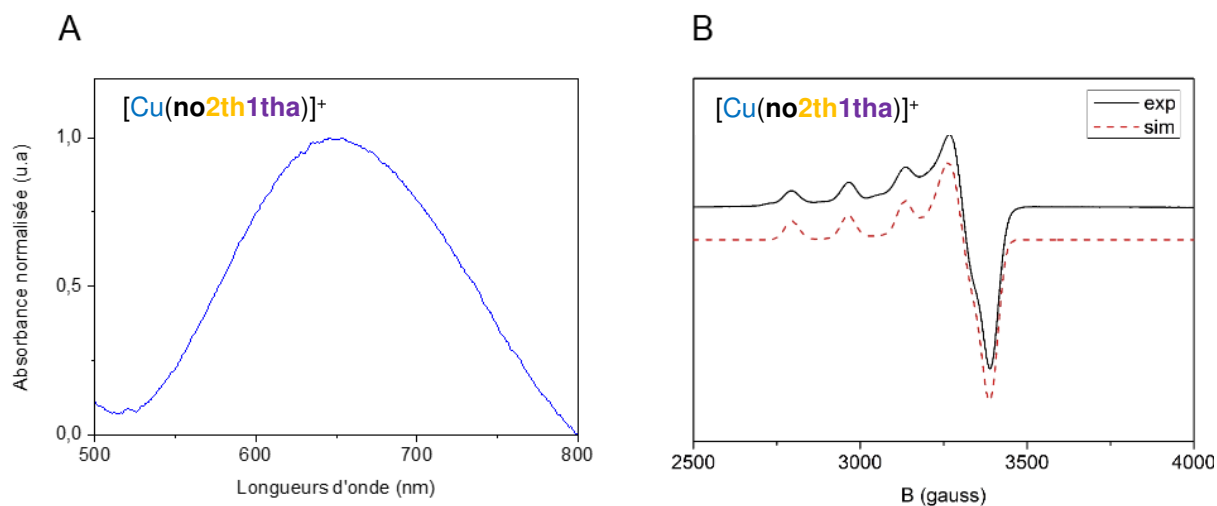 A
[Cu(no2th1tha)]⁺
1,0
0,5
0,0
500
600
700
800
Absorbance normalisée (u.a)
Longueurs d'onde (nm)
B
[Cu(no2th1tha)]⁺
exp
sim
2500
3000
3500
4000
B (gauss)